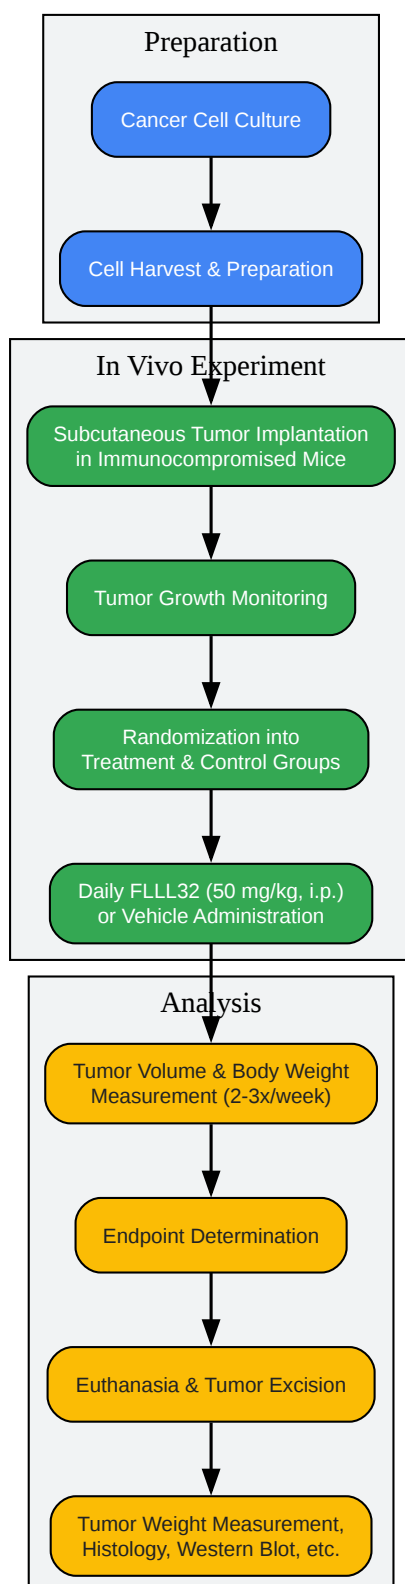 Preparation
Cancer Cell Culture
Cell Harvest & Preparation
In Vivo Experiment
Subcutaneous Tumor Implantation
in Immunocompromised Mice
Tumor Growth Monitoring
Randomization into
Treatment & Control Groups
Daily FLLL32 (50 mg/kg, i.p.)
or Vehicle Administration
Analysis
Tumor Volume & Body Weight
Measurement (2-3x/week)
Endpoint Determination
Euthanasia & Tumor Excision
Tumor Weight Measurement,
Histology, Western Blot, etc.